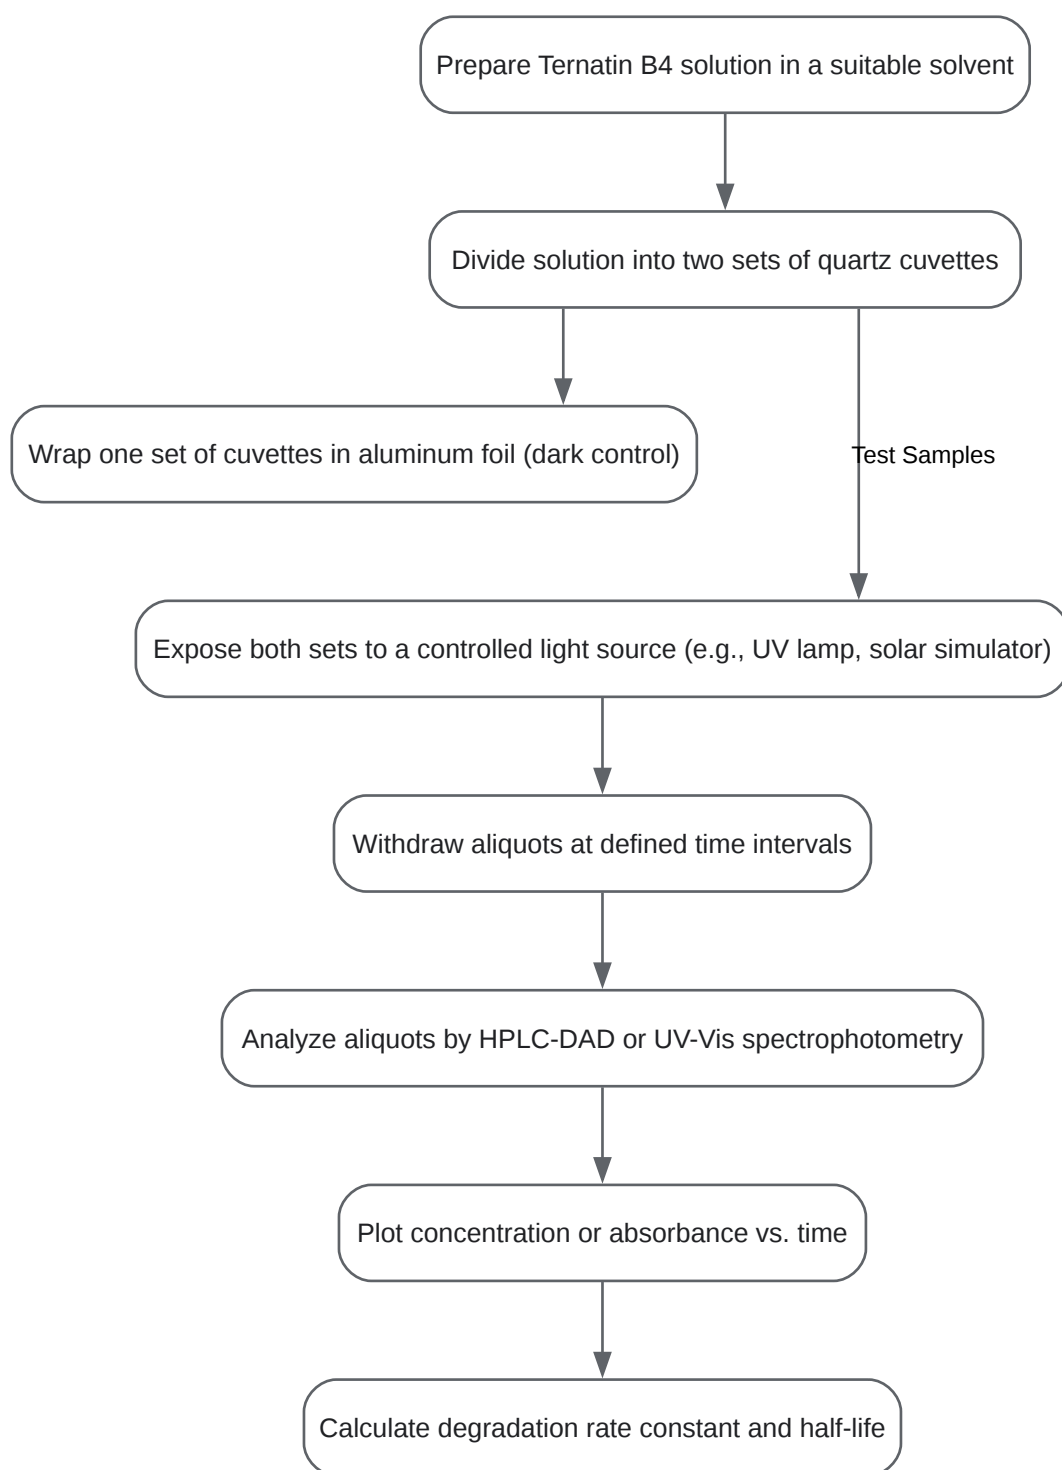 Prepare Ternatin B4 solution in a suitable solvent
Divide solution into two sets of quartz cuvettes
Wrap one set of cuvettes in aluminum foil (dark control)
Test Samples
Expose both sets to a controlled light source (e.g., UV lamp, solar simulator)
Withdraw aliquots at defined time intervals
Analyze aliquots by HPLC-DAD or UV-Vis spectrophotometry
Plot concentration or absorbance vs. time
Calculate degradation rate constant and half-life